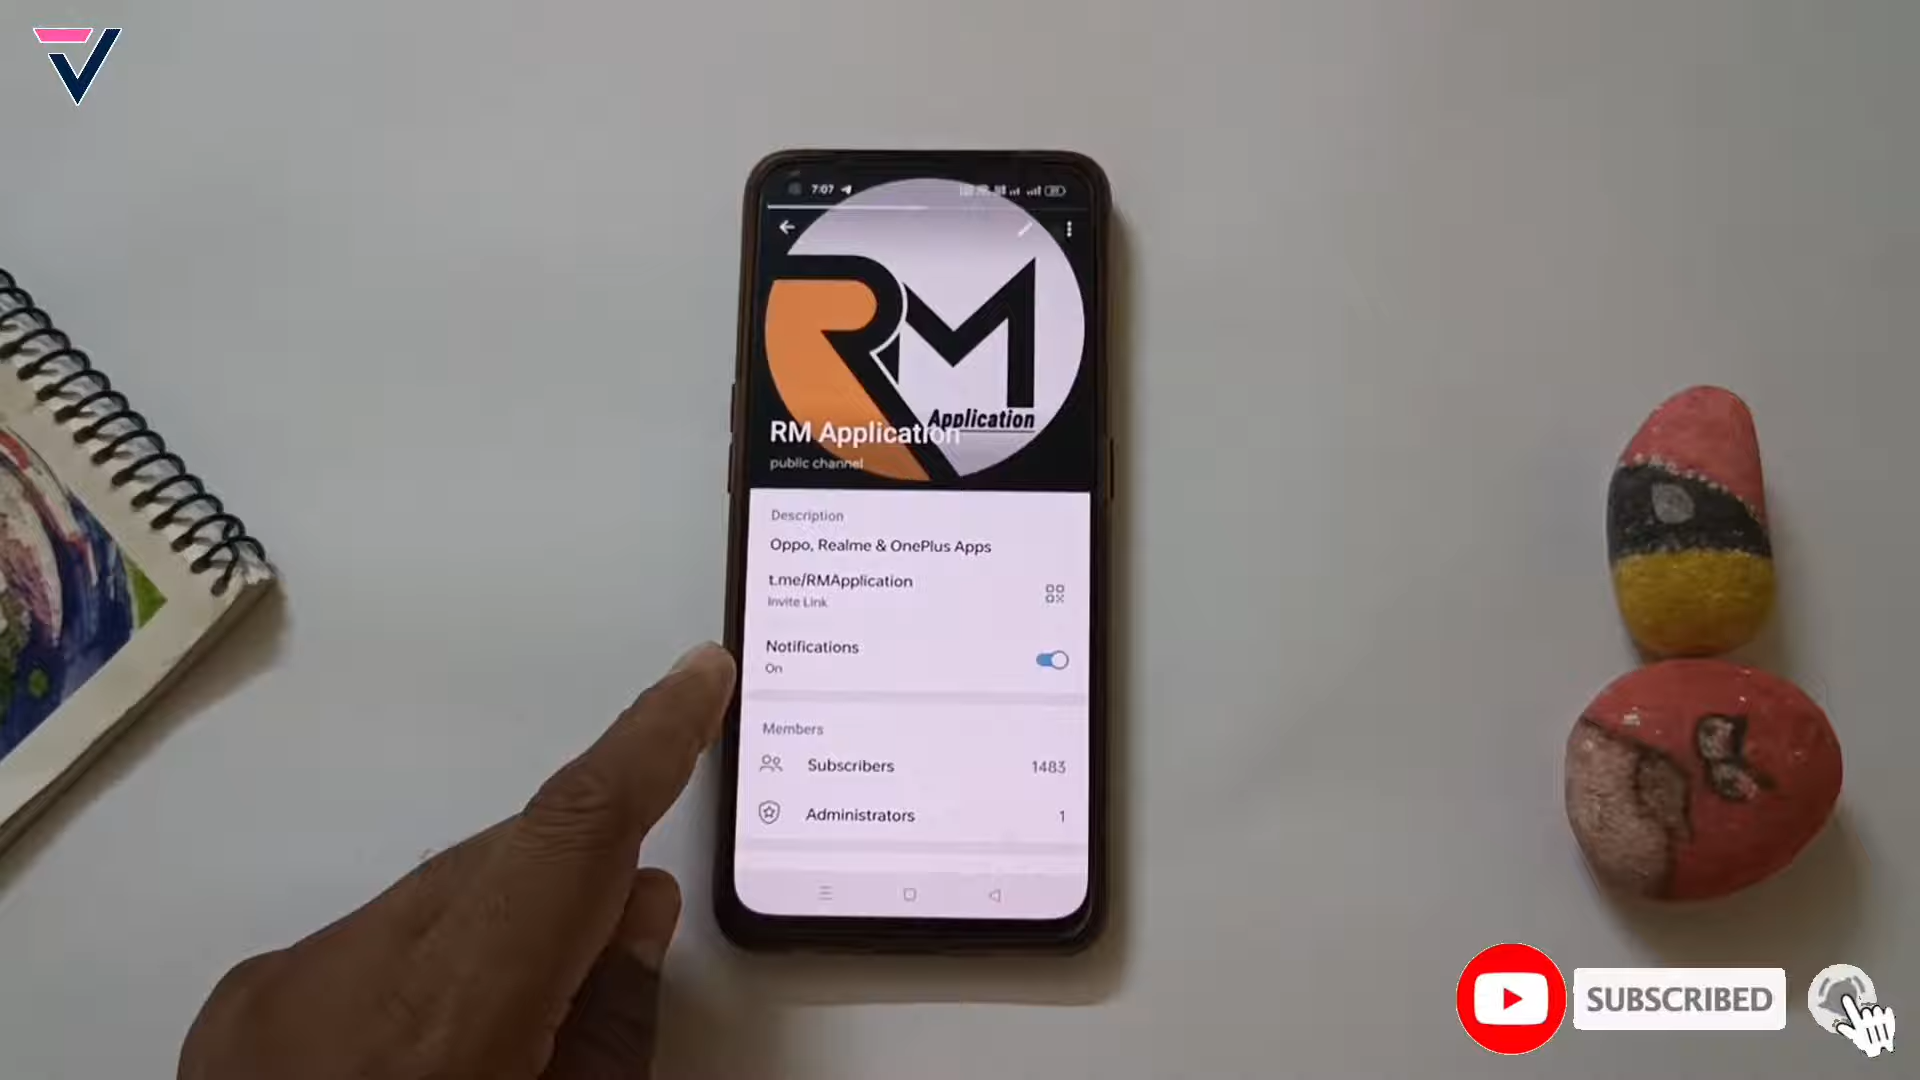 7:07
RM
Application
RM Application
public channel
Description
Oppo, Realme & OnePlus Apps
t.me/RMApplication
Invite Link
Notifications
On
Members
Subscribers 1483
Administrators 1
SUBSCRIBED